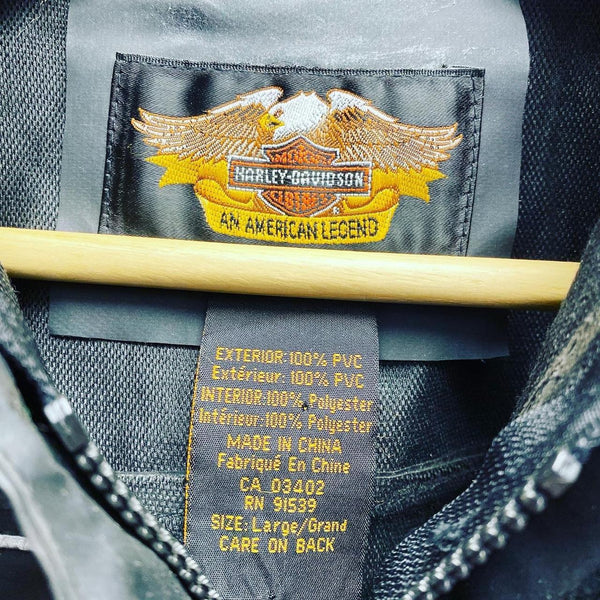 MOTOR
HARLEY-DAVIDSON
®
AN AMERICAN LEGEND
EXTERIOR: 100% PVC
Extérieur: 100% PVC
INTERIOR: 100% Polyester
Intérieur: 100% Polyester
MADE IN CHINA
Fabriqué En Chine
CA 03402
RN 91539
SIZE: Large/Grand
CARE ON BACK